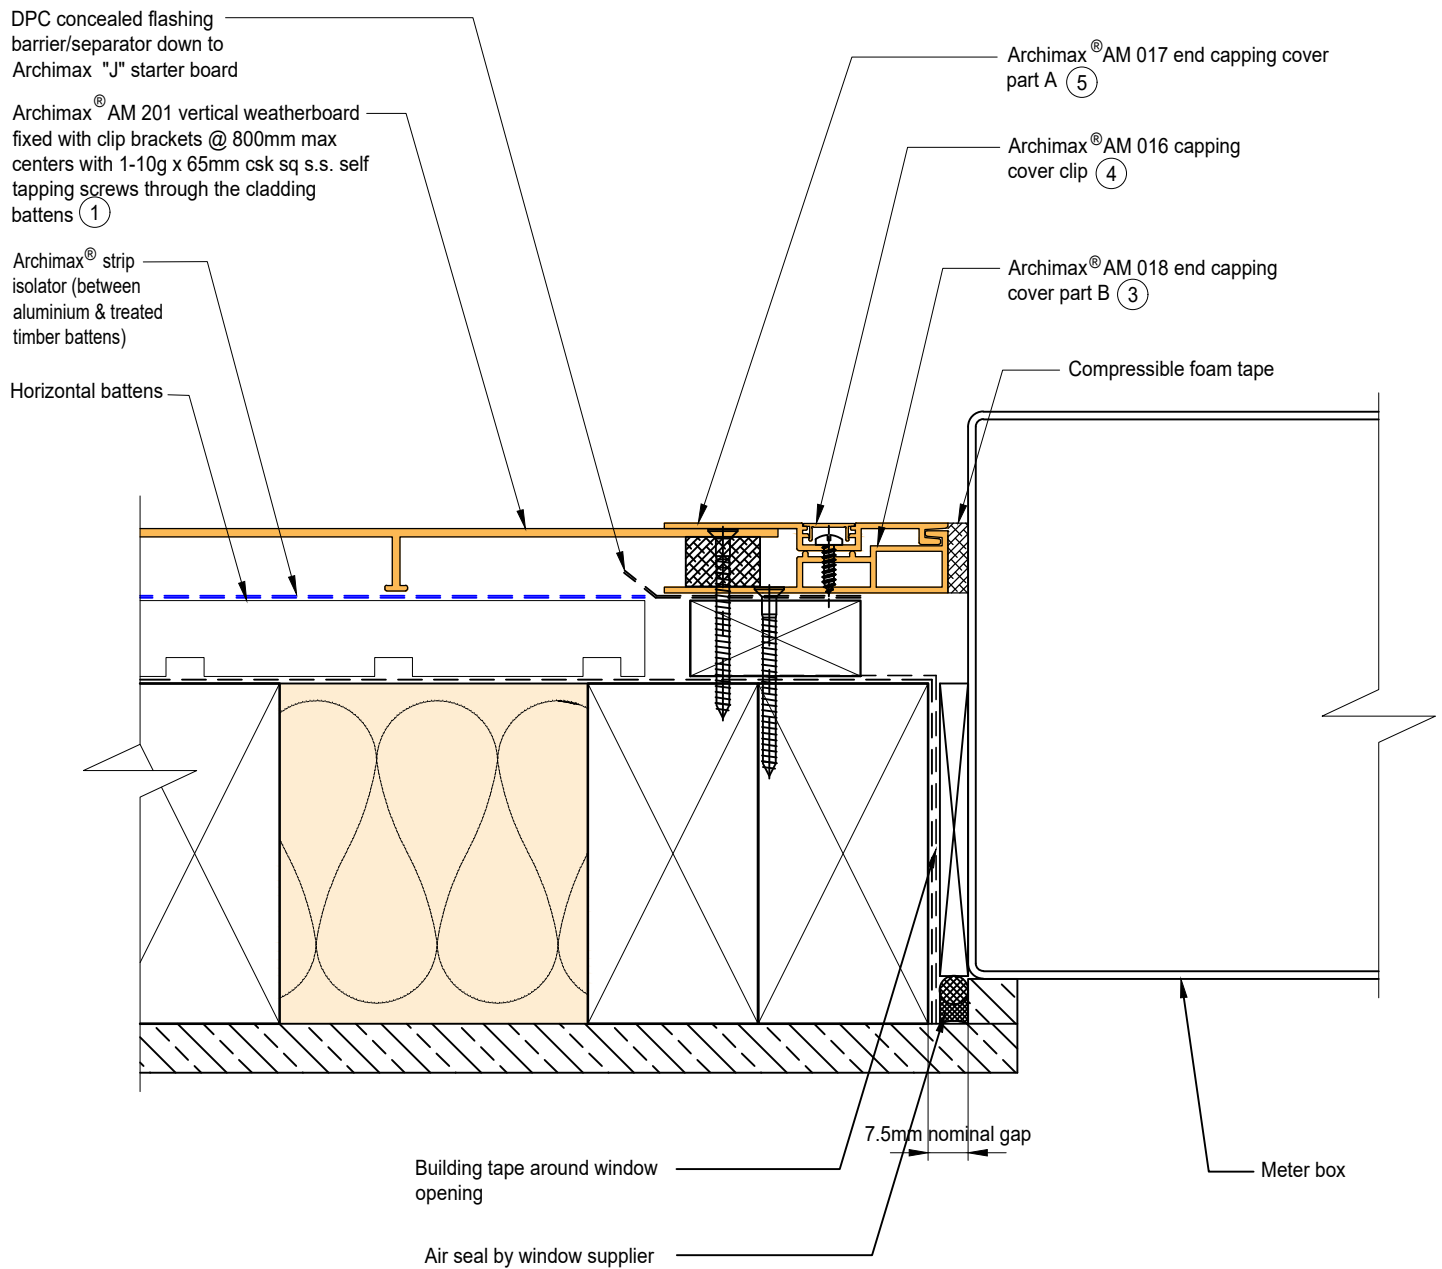 DPC concealed flashing
barrier/separator down to
Archimax "J" starter board
Archimax® AM 201 vertical weatherboard
fixed with clip brackets @ 800mm max
centers with 1-10g x 65mm csk sq s.s. self
tapping screws through the cladding
battens 1
Archimax® strip
isolator (between
aluminium & treated
timber battens)
Horizontal battens
Archimax® AM 017 end capping cover
part A 5
Archimax® AM 016 capping
cover clip 4
Archimax® AM 018 end capping
cover part B 3
Compressible foam tape
7.5mm nominal gap
Building tape around window
opening
Meter box
Air seal by window supplier